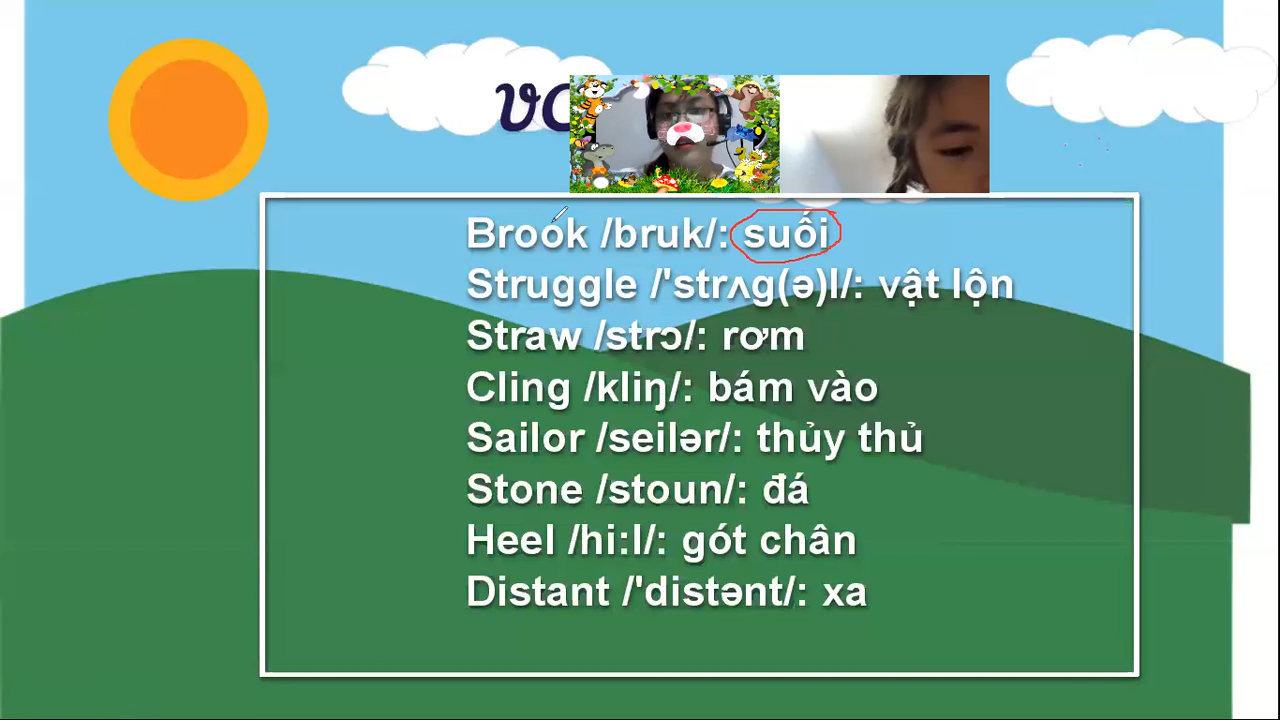 Brook /bruk/: suối
Struggle /'strʌg(ə)l/: vật lộn
Straw /strɔ/: rơm
Cling /kliŋ/: bám vào
Sailor /seilər/: thủy thủ
Stone /stoun/: đá
Heel /hi:l/: gót chân
Distant /'distənt/: xa